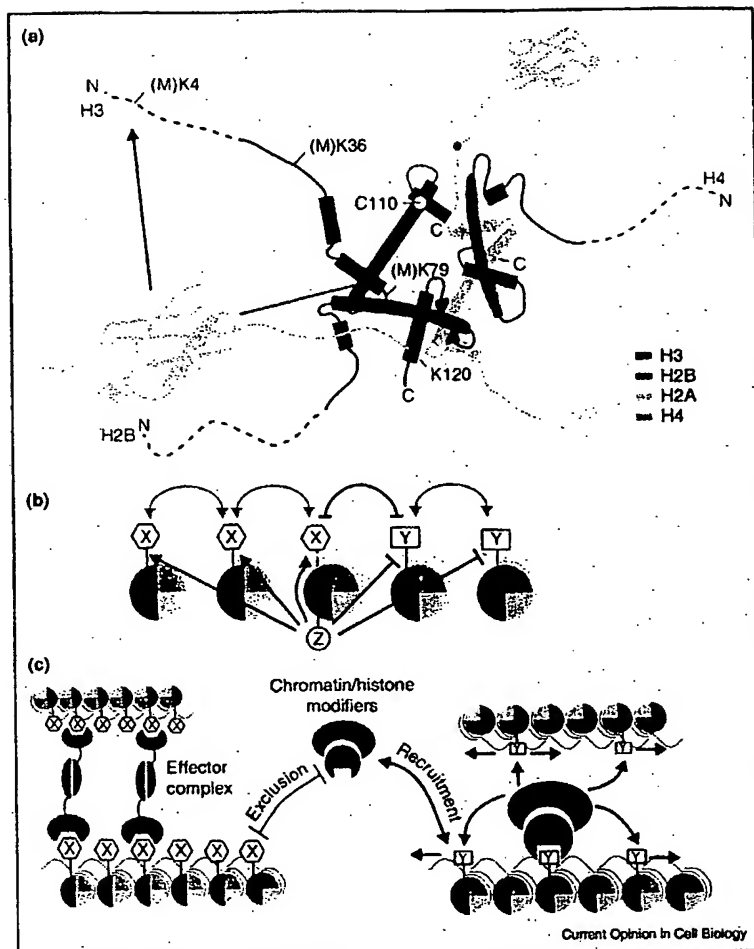 (a)
N
H3
(M)K4
(M)K36
C110
C
H4
N
C
(M)K79
K120
C
H2B
N
H3
H2B
H2A
H4
(b)
X
X
X
Y
Y
Z
(c)
Chromatin/histone
modifiers
X X X X X X
Effector
complex
Exclusion
Recruitment
Y Y
X X X X X X
Y Y Y
Current Opinion in Cell Biology